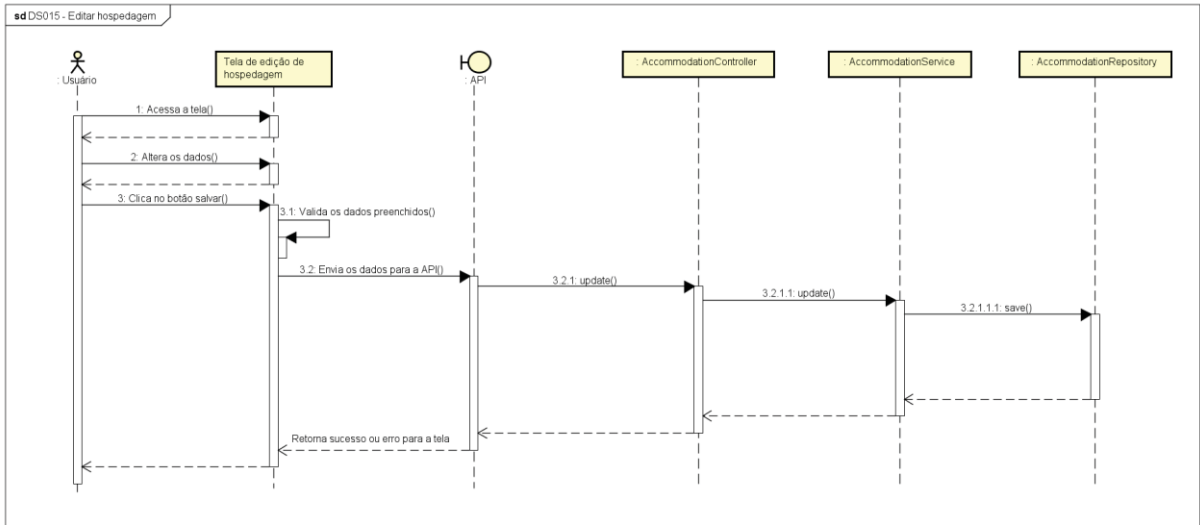 sd DS015 - Editar hospedagem
: Usuário
Tela de edição de
hospedagem
: API
: AccommodationController
: AccommodationService
: AccommodationRepository
1: Acessa a tela()
2: Altera os dados()
3: Clica no botão salvar()
3.1: Valida os dados preenchidos()
3.2: Envia os dados para a API()
3.2.1: update()
3.2.1.1: update()
3.2.1.1.1: save()
Retorna sucesso ou erro para a tela